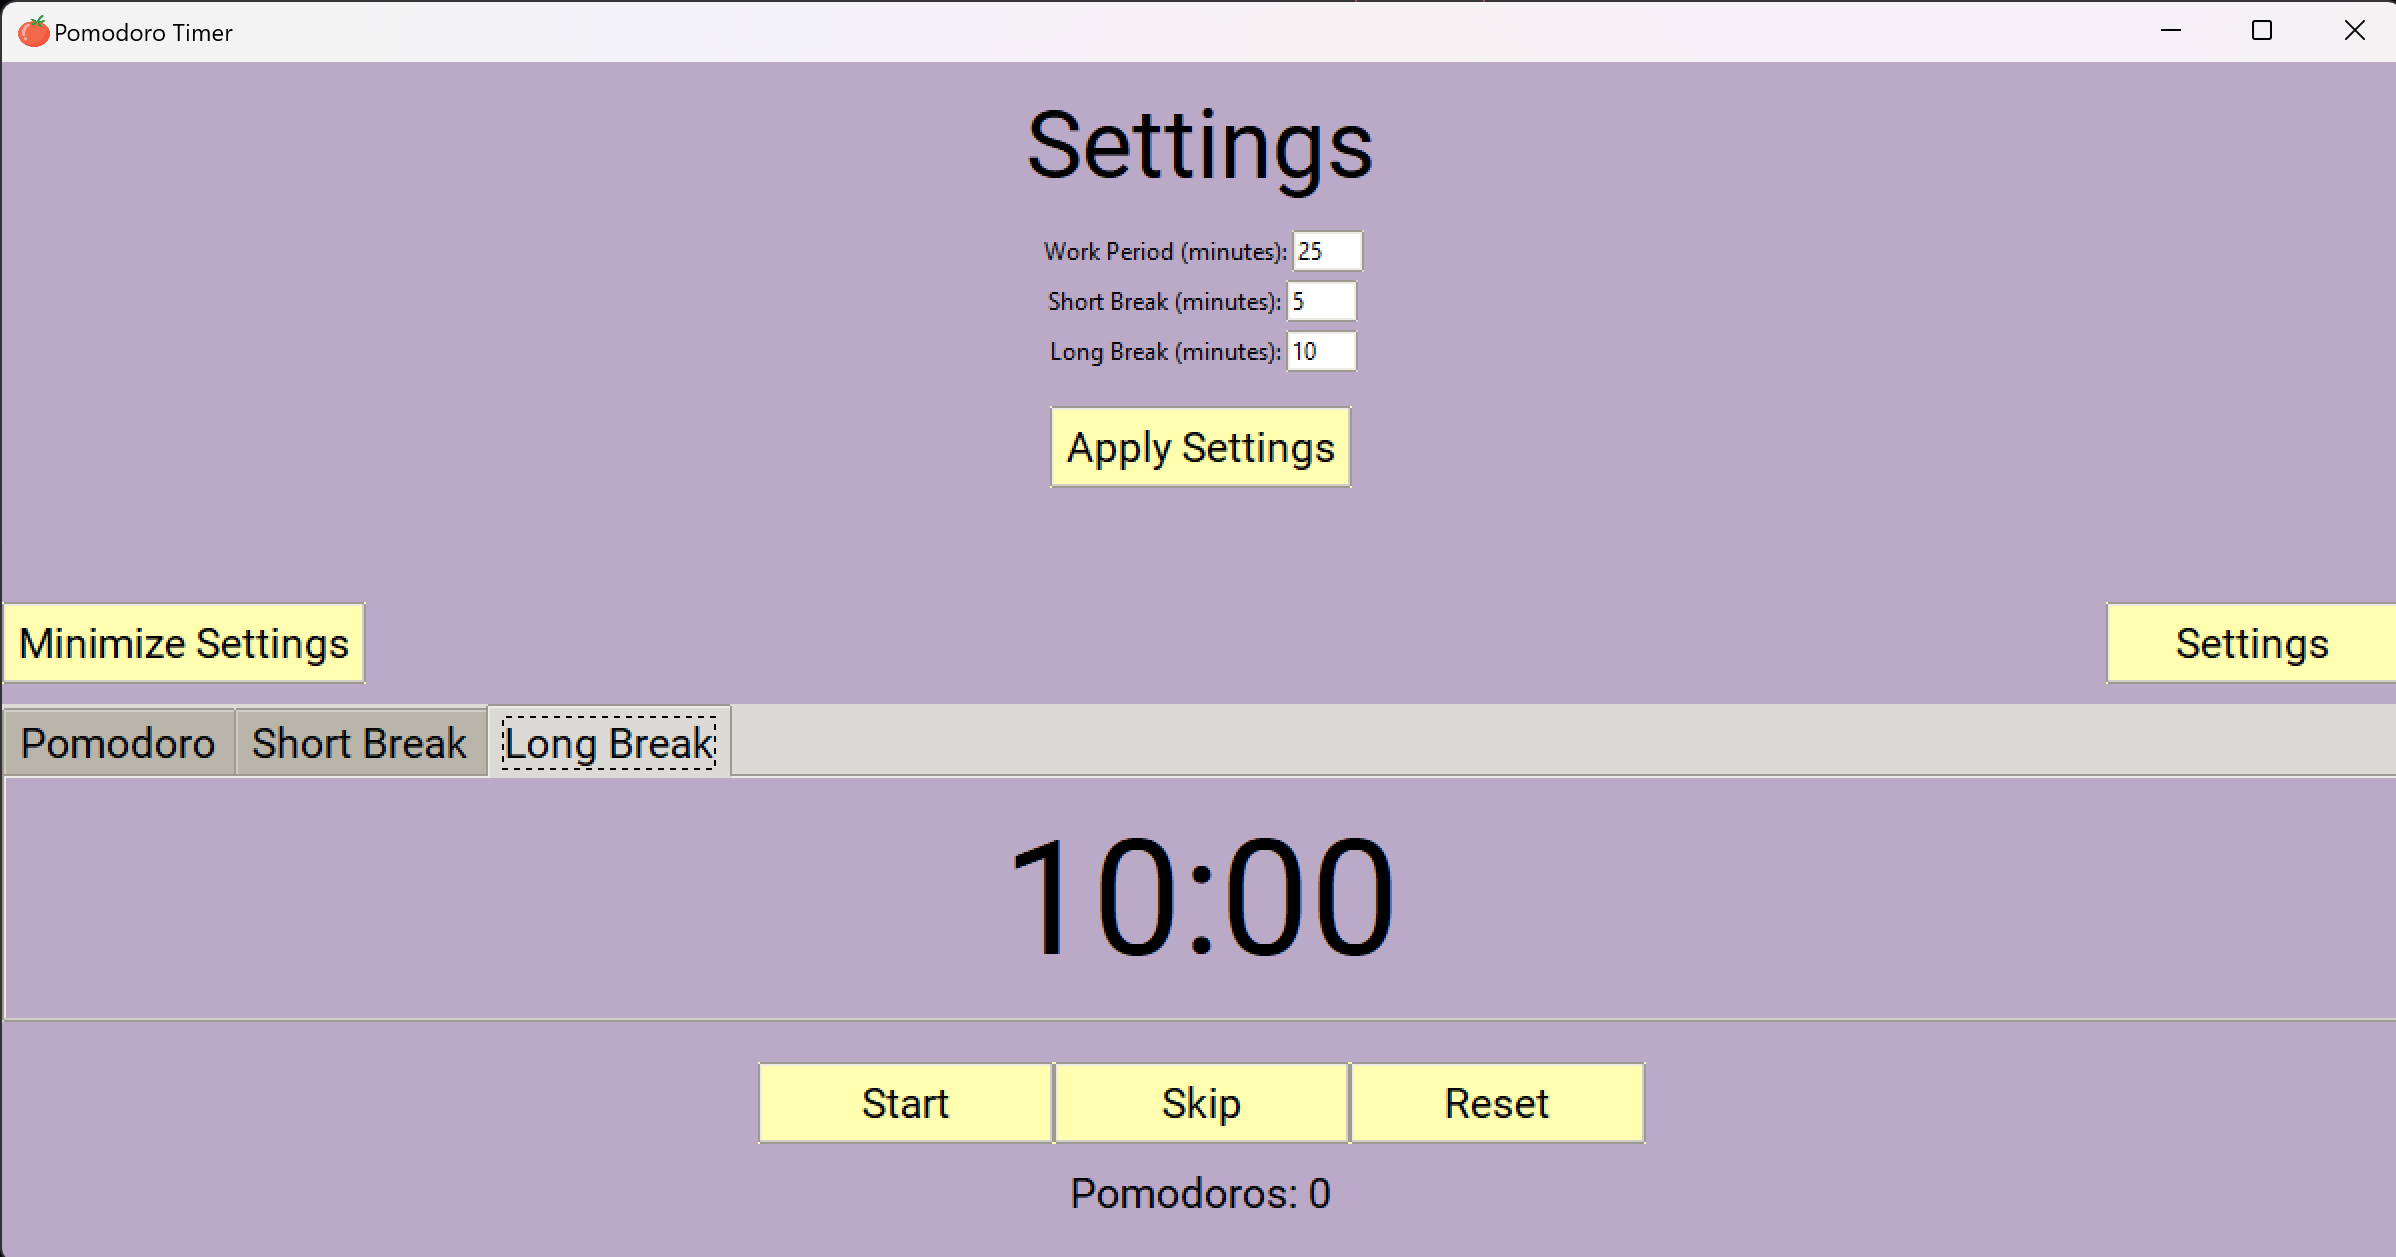 Pomodoro Timer
Settings
Work Period (minutes): 25
Short Break (minutes): 5
Long Break (minutes): 10
Apply Settings
Minimize Settings
Settings
Pomodoro Short Break Long Break
10:00
Start Skip Reset
Pomodoros: 0